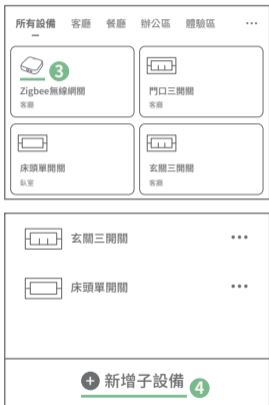 所有設備 客廳 餐廳 辦公區 體驗區 ...
3
Zigbee無線網關
客廳
門口三開關
客廳
床頭單開關
臥室
玄關三開關
客廳
玄關三開關 ...
床頭單開關 ...
+ 新增子設備 4